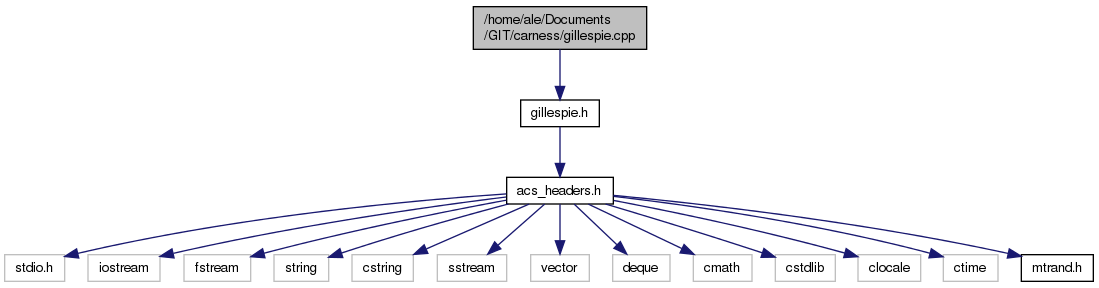 /home/ale/Documents
/GIT/carness/gillespie.cpp
gillespie.h
acs_headers.h
stdio.h
iostream
fstream
string
cstring
sstream
vector
deque
cmath
cstdlib
clocale
ctime
mtrand.h